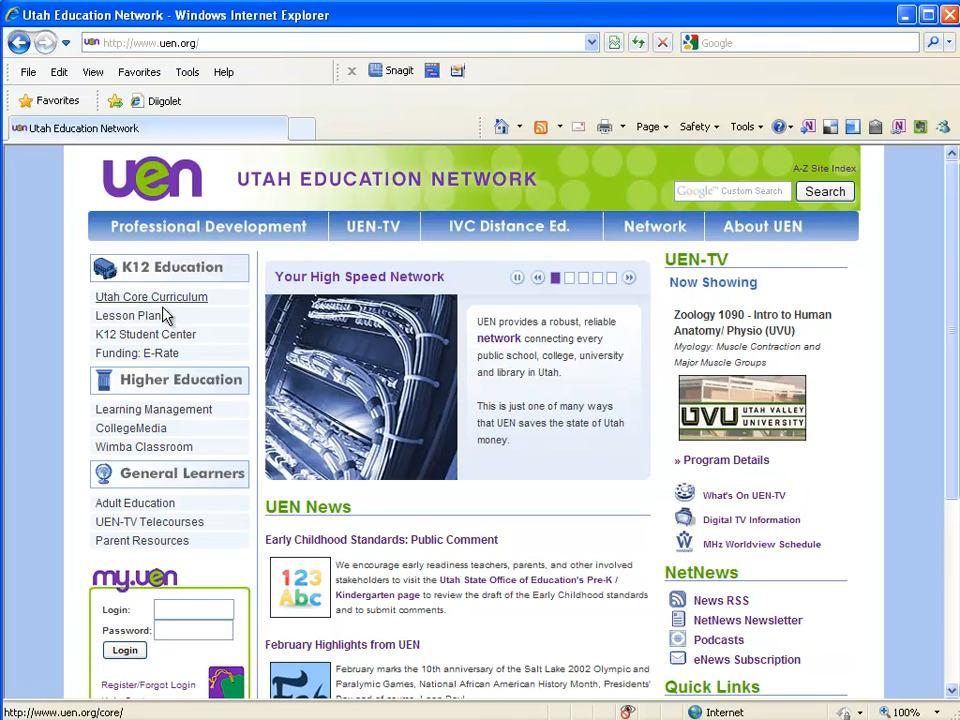 Utah Education Network - Windows Internet Explorer
uen http://www.uen.org/
Google
File Edit View Favorites Tools Help
x Snagit
Favorites Diigolet
uen Utah Education Network
Page Safety Tools
uen UTAH EDUCATION NETWORK
A-Z Site Index
Google™ Custom Search Search
Professional Development UEN-TV IVC Distance Ed. Network About UEN
K12 Education
Utah Core Curriculum
Lesson Plan
K12 Student Center
Funding: E-Rate
Higher Education
Learning Management
CollegeMedia
Wimba Classroom
General Learners
Adult Education
UEN-TV Telecourses
Parent Resources
my.uen
Login:
Password:
Login
Register/Forgot Login
Your High Speed Network
UEN provides a robust, reliable
network connecting every
public school, college, university
and library in Utah.
This is just one of many ways
that UEN saves the state of Utah
money.
UEN News
Early Childhood Standards: Public Comment
123
Abc
We encourage early readiness teachers, parents, and other involved
stakeholders to visit the Utah State Office of Education's Pre-K /
Kindergarten page to review the draft of the Early Childhood standards
and to submit comments.
February Highlights from UEN
February marks the 10th anniversary of the Salt Lake 2002 Olympic and
Paralympic Games, National African American History Month, Presidents'
UEN-TV
Now Showing
Zoology 1090 - Intro to Human
Anatomy/ Physio (UVU)
Myology: Muscle Contraction and
Major Muscle Groups
UVU UTAH VALLEY
UNIVERSITY
» Program Details
What's On UEN-TV
Digital TV Information
MHz Worldview Schedule
NetNews
News RSS
NetNews Newsletter
Podcasts
eNews Subscription
Quick Links
http://www.uen.org/core/
Internet
100%